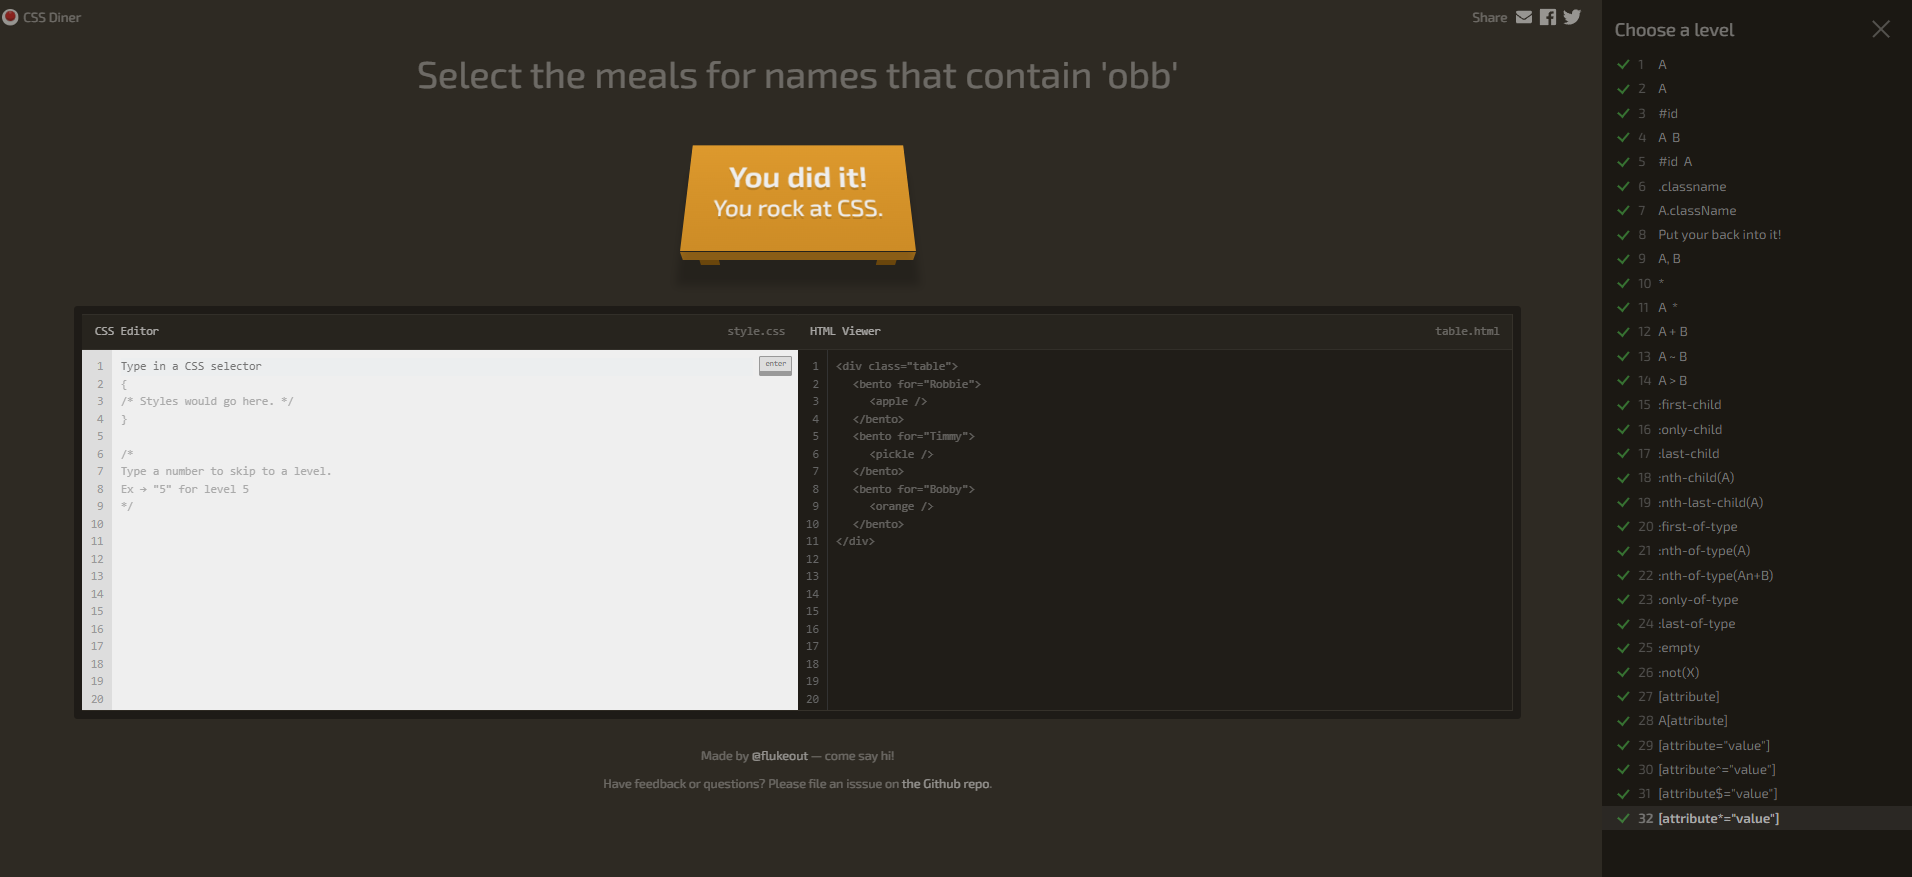 CSS Diner
Share
Select the meals for names that contain 'obb'
You did it!
You rock at CSS.
CSS Editor
style.css
1 Type in a CSS selector
enter
2 {
3 /* Styles would go here. */
4 }
5
6 /*
7 Type a number to skip to a level.
8 Ex → "5" for level 5
9 */
10
11
12
13
14
15
16
17
18
19
20
HTML Viewer
table.html
1 <div class="table">
2 <bento for="Robbie">
3 <apple />
4 </bento>
5 <bento for="Timmy">
6 <pickle />
7 </bento>
8 <bento for="Bobby">
9 <orange />
10 </bento>
11 </div>
12
13
14
15
16
17
18
19
20
Made by @flukeout — come say hi!
Have feedback or questions? Please file an isssue on the Github repo.
Choose a level
1 A
2 A
3 #id
4 A B
5 #id A
6 .classname
7 A.className
8 Put your back into it!
9 A, B
10 *
11 A *
12 A + B
13 A ~ B
14 A > B
15 :first-child
16 :only-child
17 :last-child
18 :nth-child(A)
19 :nth-last-child(A)
20 :first-of-type
21 :nth-of-type(A)
22 :nth-of-type(An+B)
23 :only-of-type
24 :last-of-type
25 :empty
26 :not(X)
27 [attribute]
28 A[attribute]
29 [attribute="value"]
30 [attribute^="value"]
31 [attribute$="value"]
32 [attribute*="value"]